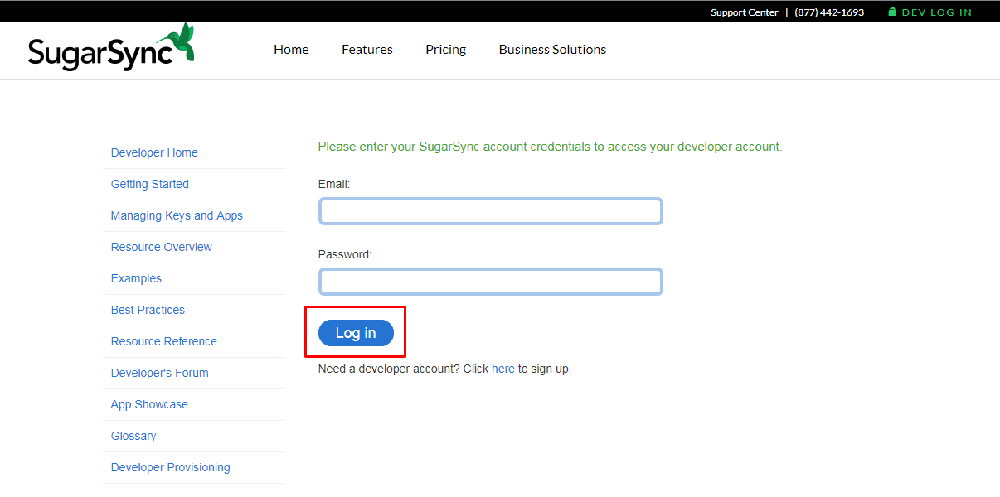 Support Center | (877) 442-1693 DEV LOG IN
SugarSync Home Features Pricing Business Solutions
Developer Home
Getting Started
Managing Keys and Apps
Resource Overview
Examples
Best Practices
Resource Reference
Developer's Forum
App Showcase
Glossary
Developer Provisioning
Please enter your SugarSync account credentials to access your developer account.
Email:
Password:
Log in
Need a developer account? Click here to sign up.